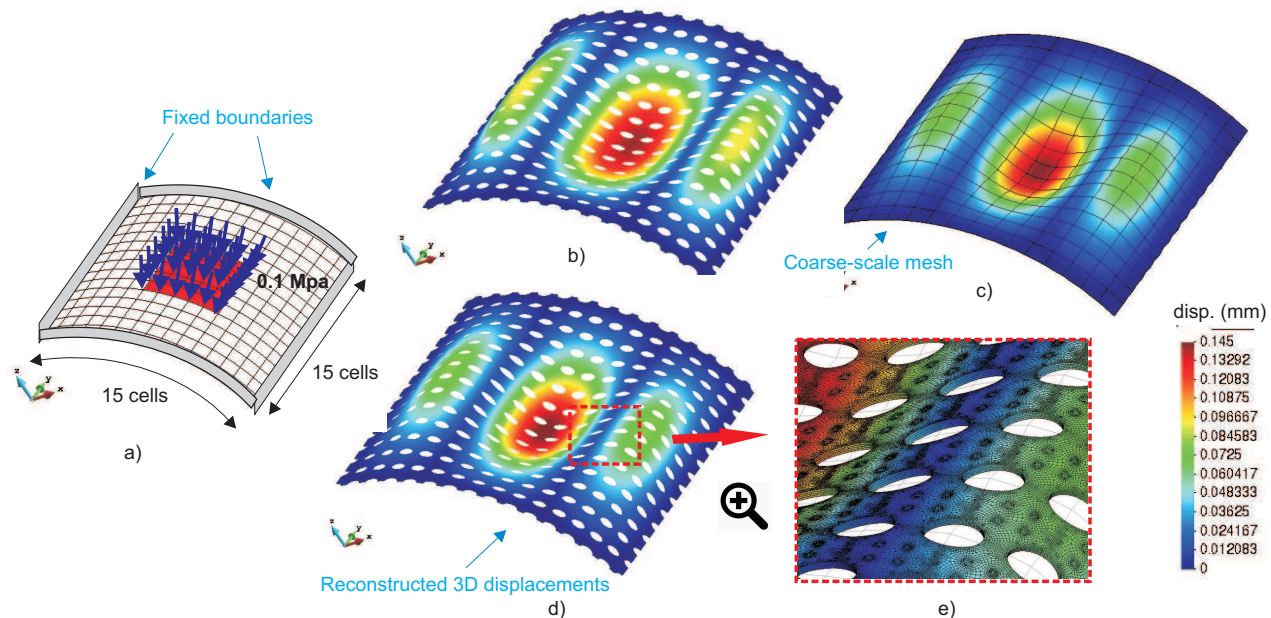 Fixed boundaries
0.1 Mpa
15 cells
15 cells
z
y
x
a)
z
y
x
b)
Coarse-scale mesh
x
c)
z
y
x
Reconstructed 3D displacements
d)
e)
disp. (mm)
0.145
0.13292
0.12083
0.10875
0.096667
0.084583
0.0725
0.060417
0.048333
0.03625
0.024167
0.012083
0